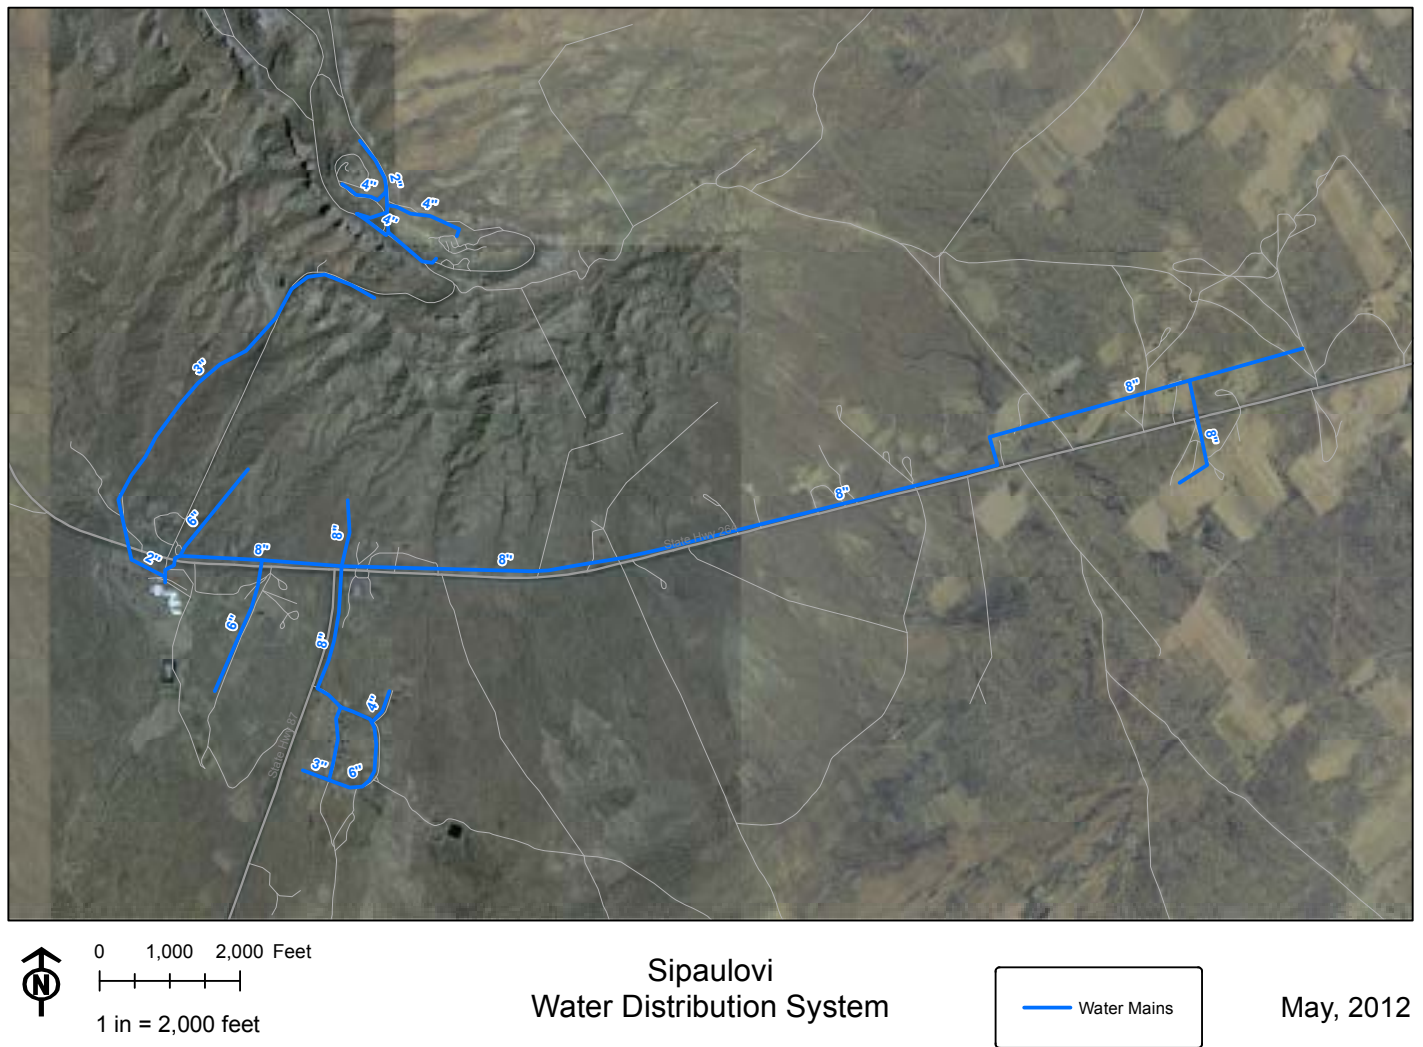 2"
4"
4"
4"
3"
8"
8"
8"
6"
8"
State Hwy 264
8"
8"
2"
6"
8"
4"
State Hwy 87
3"
6"
0 1,000 2,000 Feet
1 in = 2,000 feet
N
Sipaulovi
Water Distribution System
Water Mains
May, 2012